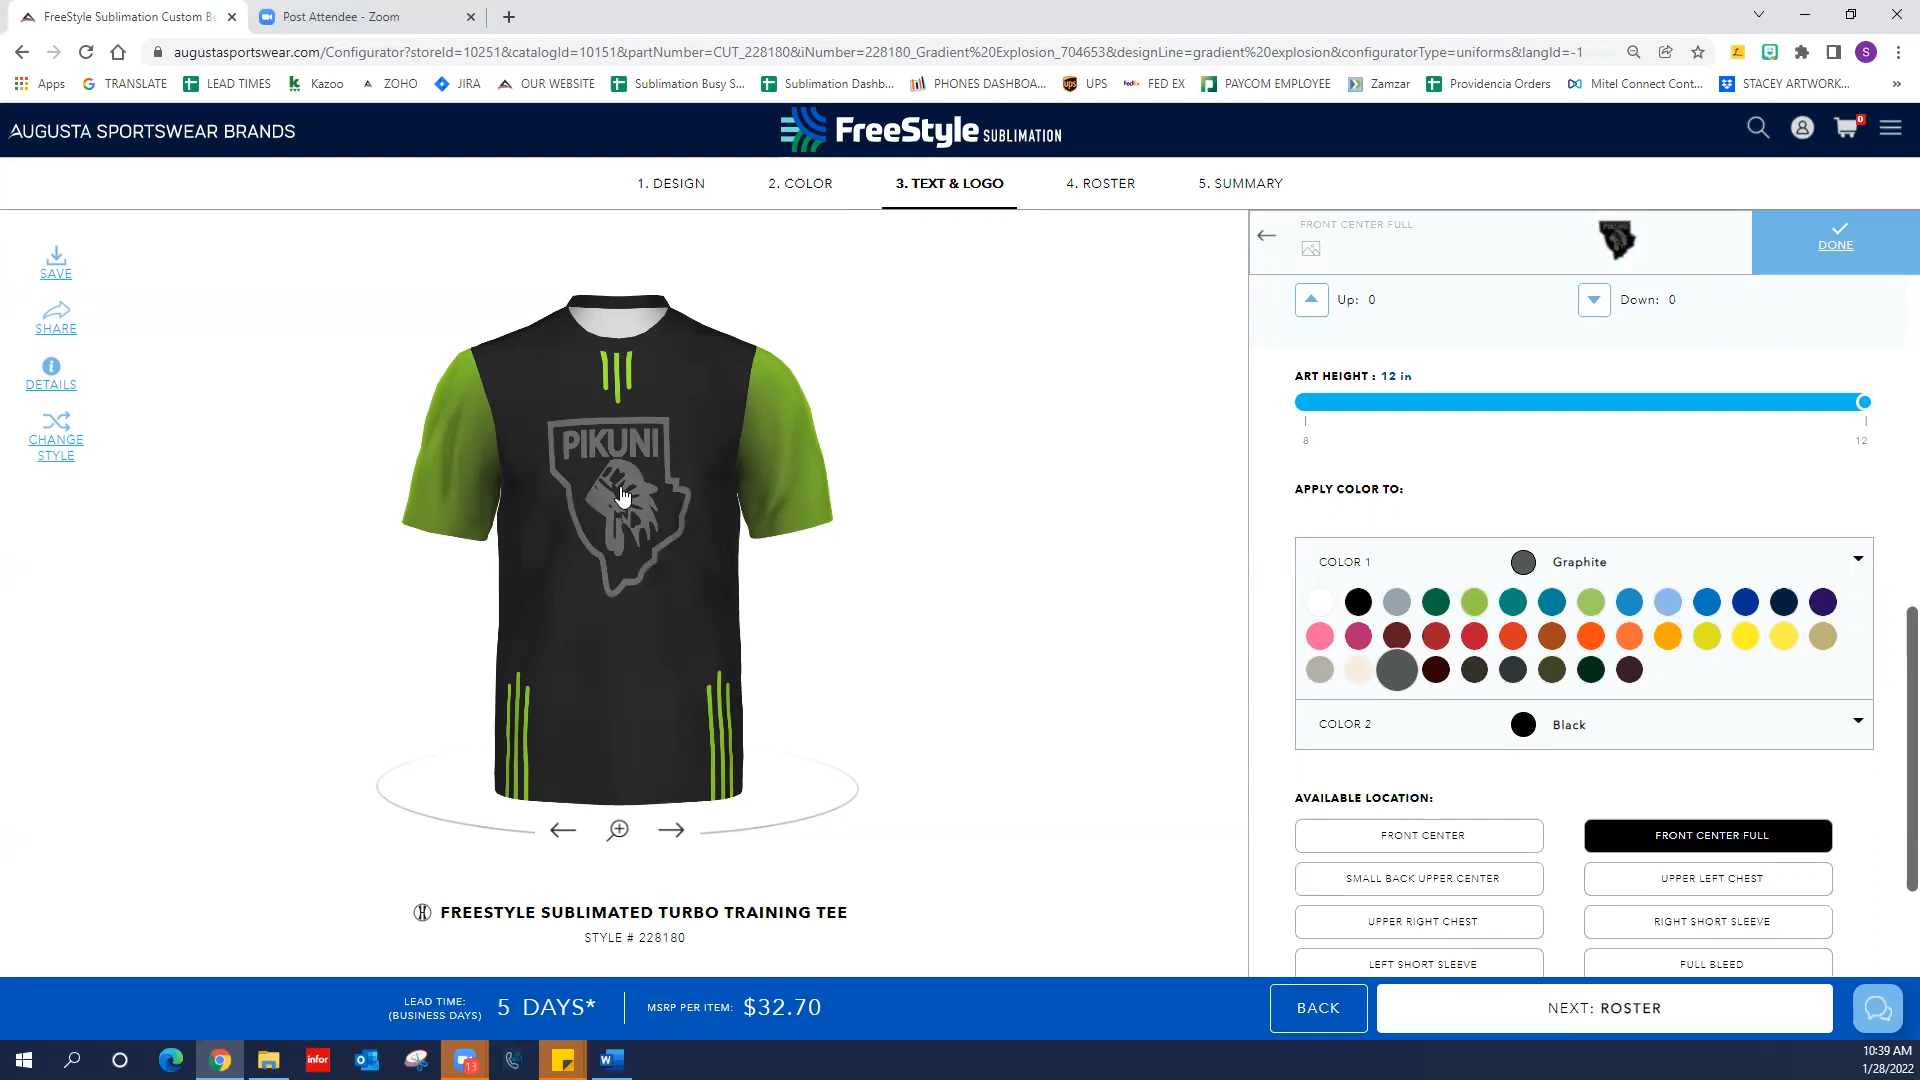 FreeStyle Sublimation Custom Bu
Post Attendee - Zoom
augustasportswear.com/Configurator?storeId=10251&catalogId=10151&partNumber=CUT_228180&iNumber=228180_Gradient%20Explosion_704653&designLine=gradient%20explosion&configuratorType=uniforms&langId=-1
S
Apps TRANSLATE LEAD TIMES Kazoo ZOHO JIRA OUR WEBSITE Sublimation Busy S... Sublimation Dashb... PHONES DASHBOA... UPS FED EX PAYCOM EMPLOYEE Zamzar Providencia Orders Mitel Connect Cont... STACEY ARTWORK... »
AUGUSTA SPORTSWEAR BRANDS
FreeStyle SUBLIMATION
0
1. DESIGN 2. COLOR 3. TEXT & LOGO 4. ROSTER 5. SUMMARY
SAVE
SHARE
DETAILS
CHANGE
STYLE
PIKUNI
FREESTYLE SUBLIMATED TURBO TRAINING TEE
STYLE # 228180
FRONT CENTER FULL
DONE
Up: 0 Down: 0
ART HEIGHT : 12 in
8 12
APPLY COLOR TO:
COLOR 1 Graphite
COLOR 2 Black
AVAILABLE LOCATION:
FRONT CENTER FRONT CENTER FULL
SMALL BACK UPPER CENTER UPPER LEFT CHEST
UPPER RIGHT CHEST RIGHT SHORT SLEEVE
LEFT SHORT SLEEVE FULL BLEED
LEAD TIME:
(BUSINESS DAYS) 5 DAYS* MSRP PER ITEM: $32.70
BACK NEXT: ROSTER
infor
13
10:39 AM
1/28/2022